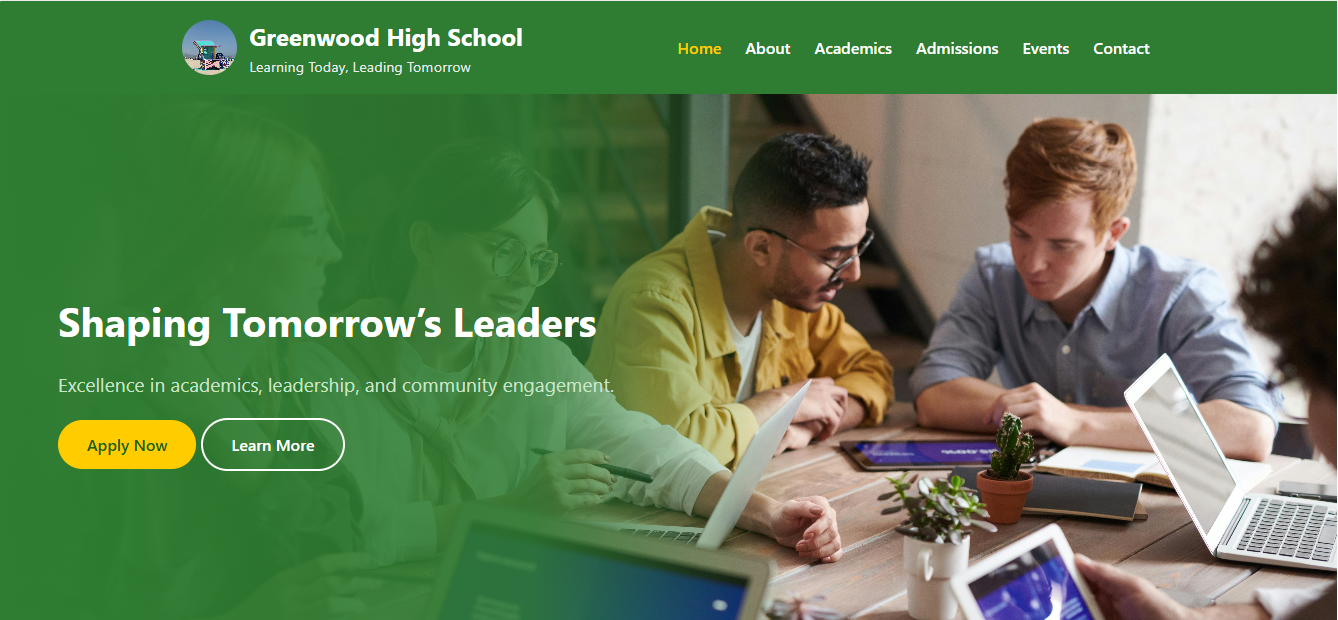 Greenwood High School
Learning Today, Leading Tomorrow
Home About Academics Admissions Events Contact
Shaping Tomorrow’s Leaders
Excellence in academics, leadership, and community engagement.
Apply Now Learn More